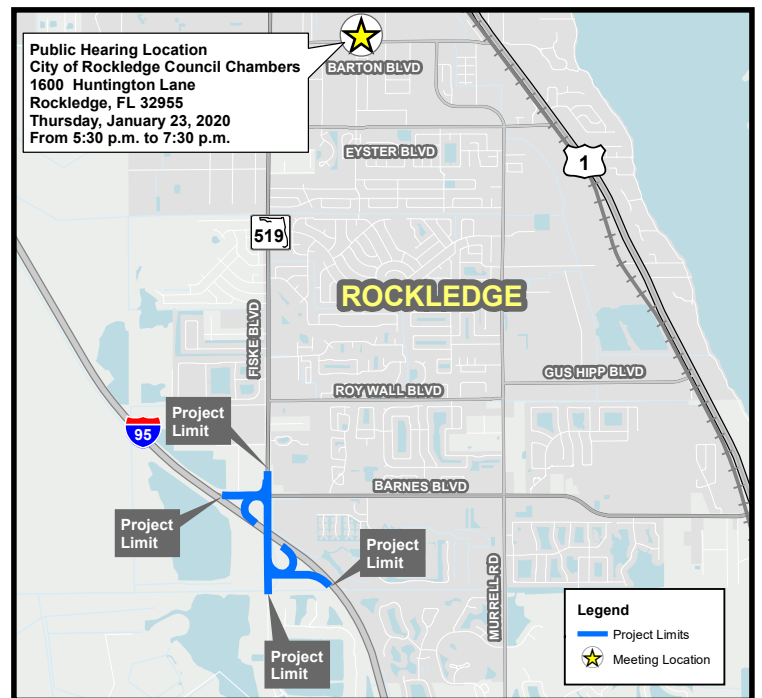 Public Hearing Location
City of Rockledge Council Chambers
1600 Huntington Lane
Rockledge, FL 32955
Thursday, January 23, 2020
From 5:30 p.m. to 7:30 p.m.
BARTON BLVD
EYSTER BLVD
1
519
ROCKLEDGE
FISKE BLVD
GUS HIPP BLVD
ROY WALL BLVD
Project
Limit
95
BARNES BLVD
Project
Limit
Project
Limit
MURRELL RD
Project
Limit
Legend
Project Limits
Meeting Location